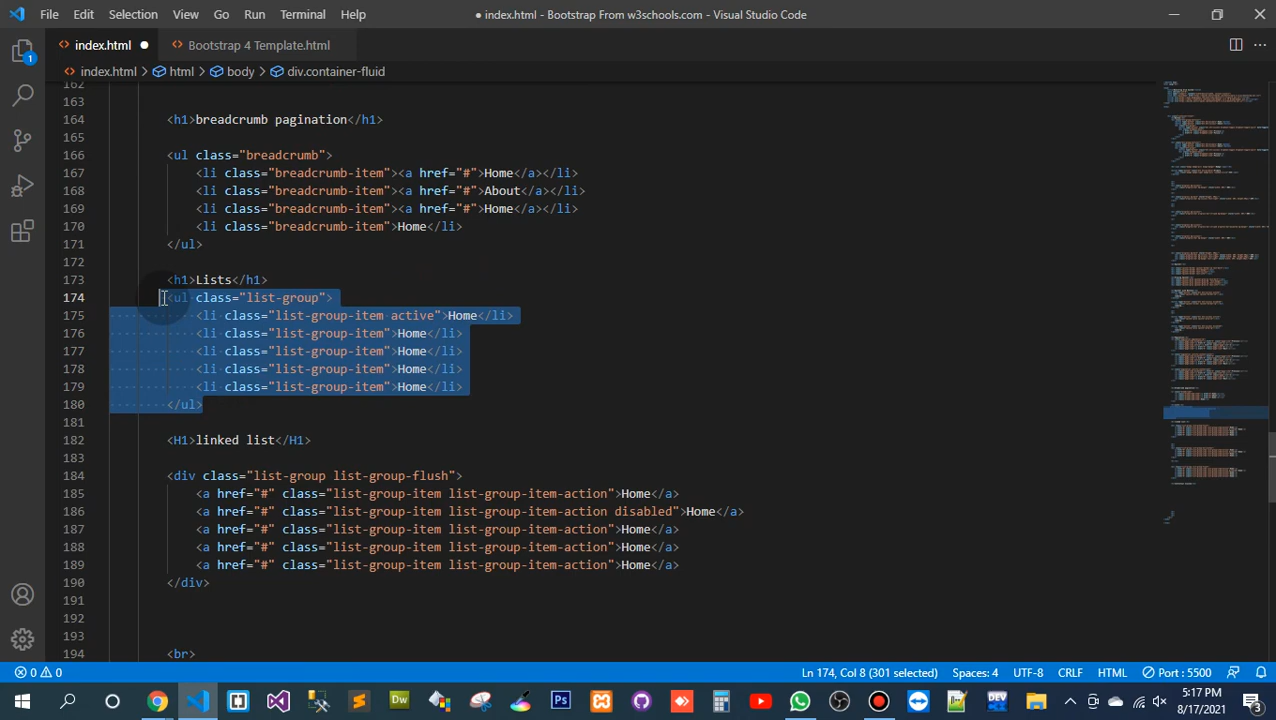 File Edit Selection View Go Run Terminal Help
● index.html - Bootstrap From w3schools.com - Visual Studio Code
index.html ●
Bootstrap 4 Template.html
index.html > html > body > div.container-fluid
162
163
164 <h1>breadcrumb pagination</h1>
165
166 <ul class="breadcrumb">
167 <li class="breadcrumb-item"><a href="#">Home</a></li>
168 <li class="breadcrumb-item"><a href="#">About</a></li>
169 <li class="breadcrumb-item"><a href="#">Home</a></li>
170 <li class="breadcrumb-item">Home</li>
171 </ul>
172
173 <h1>Lists</h1>
174 <ul class="list-group">
175 <li class="list-group-item active">Home</li>
176 <li class="list-group-item">Home</li>
177 <li class="list-group-item">Home</li>
178 <li class="list-group-item">Home</li>
179 <li class="list-group-item">Home</li>
180 </ul>
181
182 <H1>linked list</H1>
183
184 <div class="list-group list-group-flush">
185 <a href="#" class="list-group-item list-group-item-action">Home</a>
186 <a href="#" class="list-group-item list-group-item-action disabled">Home</a>
187 <a href="#" class="list-group-item list-group-item-action">Home</a>
188 <a href="#" class="list-group-item list-group-item-action">Home</a>
189 <a href="#" class="list-group-item list-group-item-action">Home</a>
190 </div>
191
192
193
194 <br>
0 0 Ln 174, Col 8 (301 selected) Spaces: 4 UTF-8 CRLF HTML Port : 5500
1
Dw
Ps
DEV
5:17 PM
8/17/2021
3